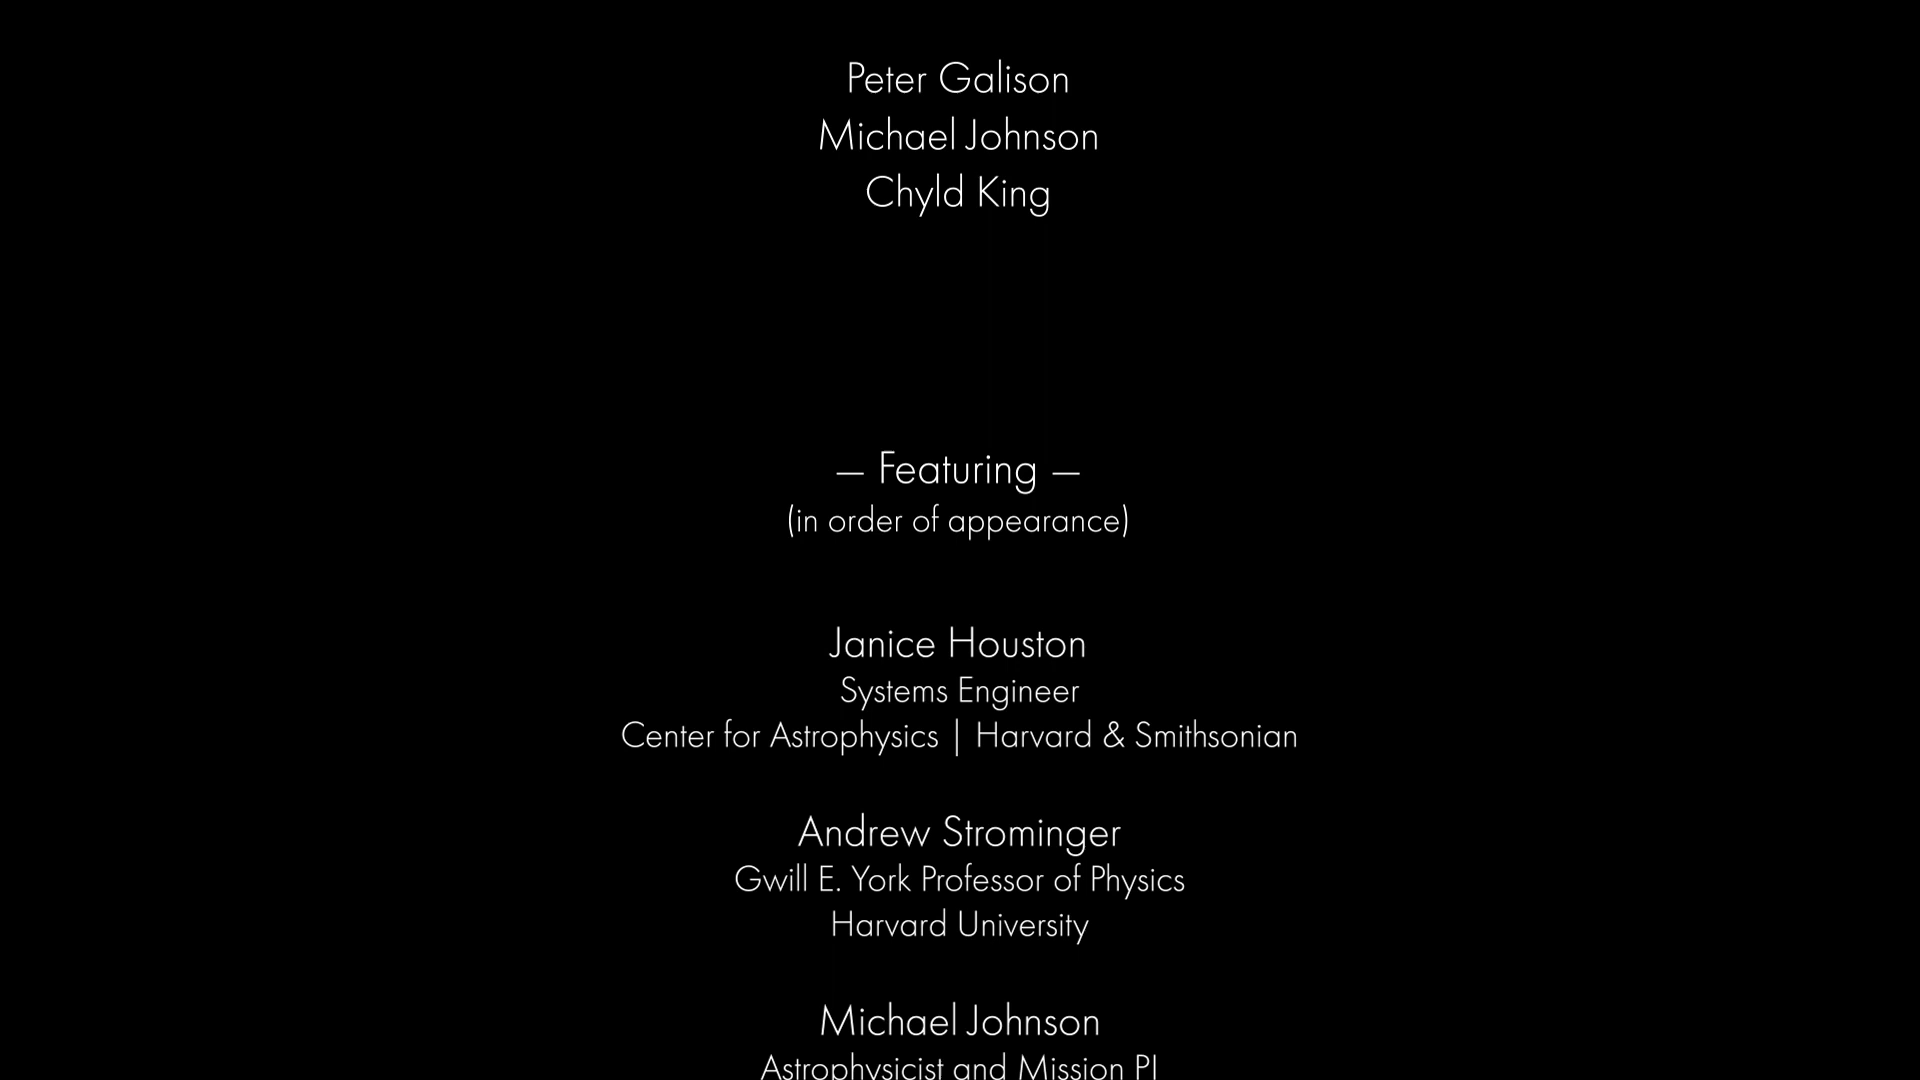 Peter Galison
Michael Johnson
Chyld King
— Featuring —
(in order of appearance)
Janice Houston
Systems Engineer
Center for Astrophysics | Harvard & Smithsonian
Andrew Strominger
Gwill E. York Professor of Physics
Harvard University
Michael Johnson
Astrophysicist and Mission PI